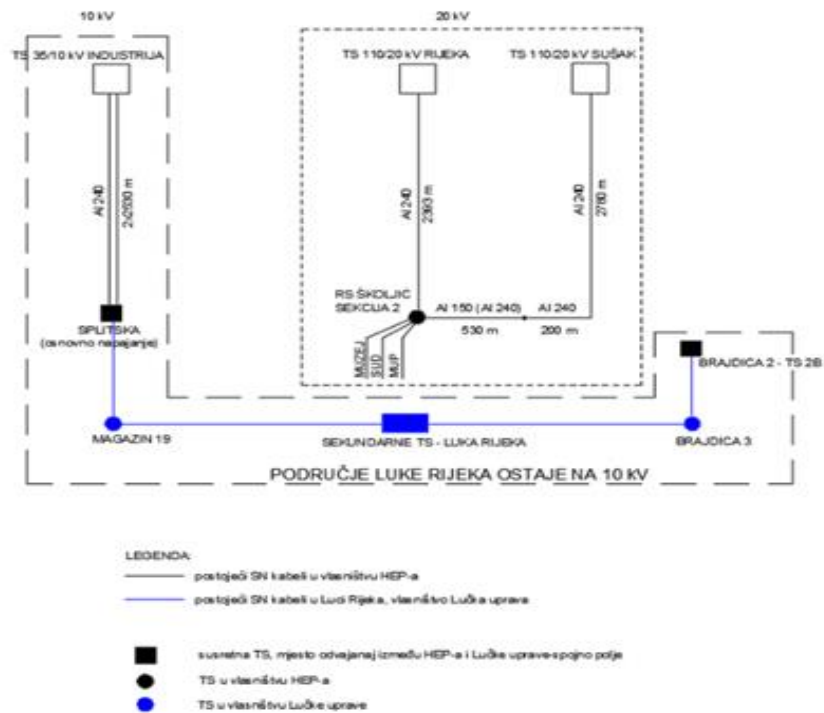 10 kV
20 kV
TS 35/10 kV INDUSTRIJA
TS 110/20 kV RIJEKA
TS 110/20 kV SUŠAK
Al 240
2x2630 m
Al 240
2393 m
Al 240
2780 m
RS ŠKOLJIĆ
SEKCIJA 2
Al 150 (Al 240)
Al 240
530 m
200 m
MUZEJ
SUD
MUP
SPLITSKA
(osnovno napajanje)
BRAJDICA 2 - TS 2B
MAGAZIN 19
SEKUNDARNE TS - LUKA RIJEKA
BRAJDICA 3
PODRUČJE LUKE RIJEKA OSTAJE NA 10 kV
LEGENDA:
postojeći SN kabeli u vlasništvu HEP-a
postojeći SN kabeli u Luci Rijeka, vlasništvo Lučka uprava
susretna TS, mjesto odvajanaj između HEP-a i Lučke uprave-spojno polje
TS u vlasništvu HEP-a
TS u vlasništvu Lučke uprave